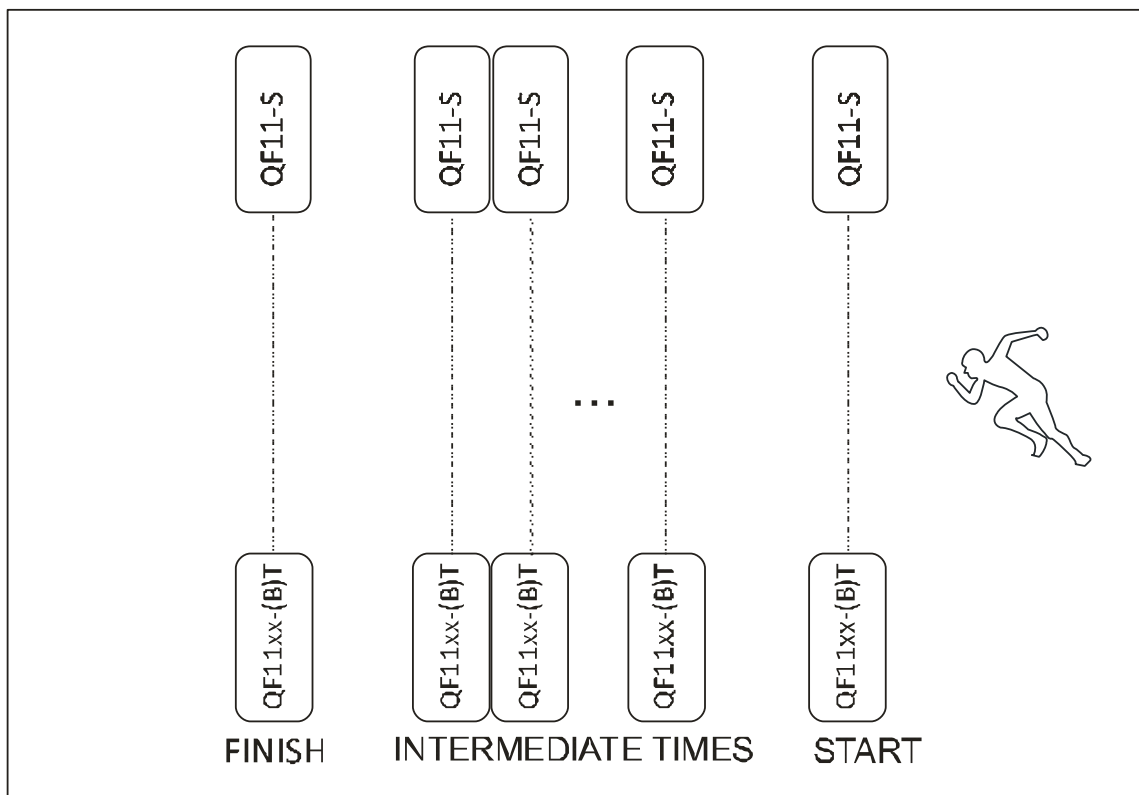 QF11-S
QF11-S
QF11-S
QF11-S
QF11-S
...
QF11xx-(B)T
QF11xx-(B)T
QF11xx-(B)T
QF11xx-(B)T
QF11xx-(B)T
FINISH
INTERMEDIATE TIMES
START